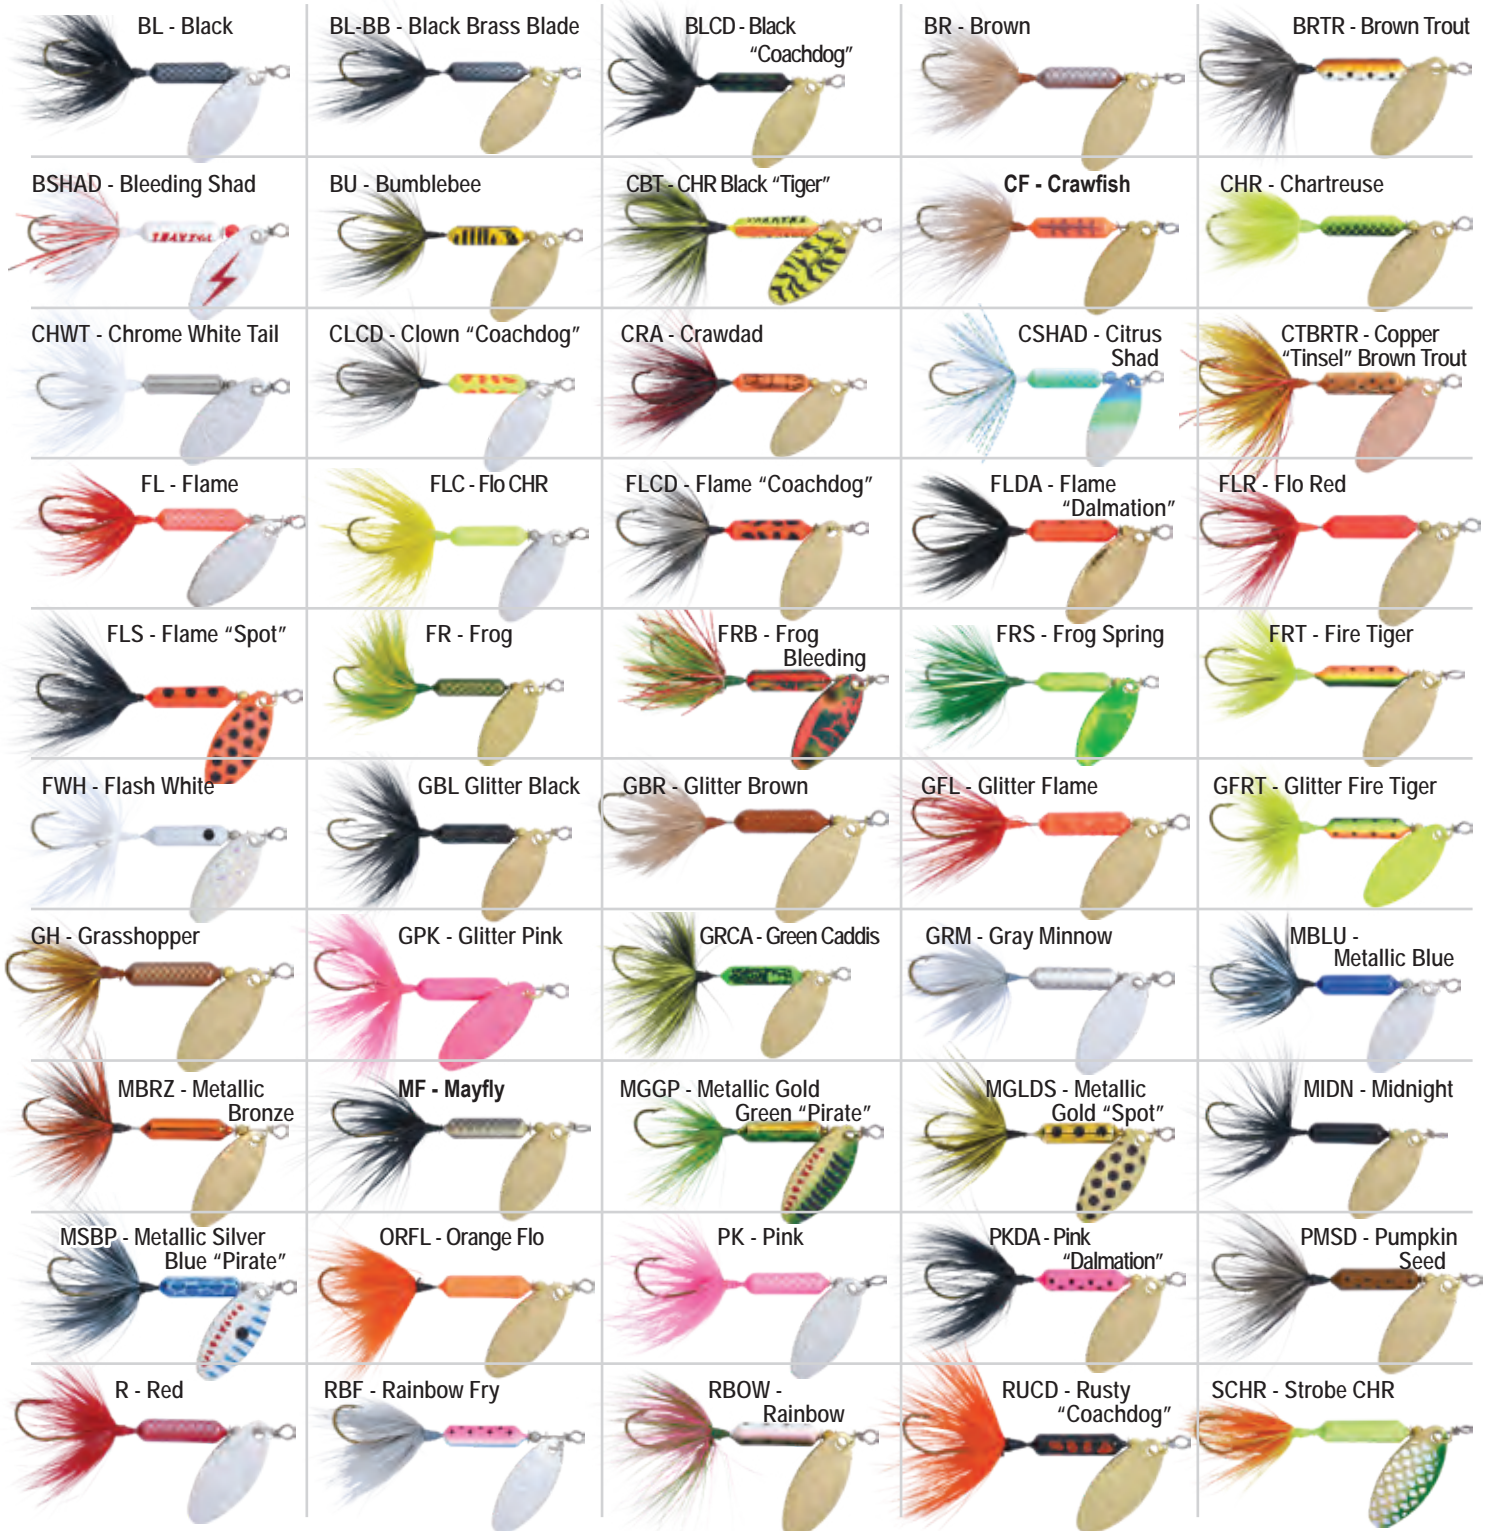 BL - Black
BL-BB - Black Brass Blade
BLCD - Black
“Coachdog”
BR - Brown
BRTR - Brown Trout
BSHAD - Bleeding Shad
BU - Bumblebee
CBT - CHR Black “Tiger”
CF - Crawfish
CHR - Chartreuse
CHWT - Chrome White Tail
CLCD - Clown “Coachdog”
CRA - Crawdad
CSHAD - Citrus
Shad
CTBRTR - Copper
“Tinsel” Brown Trout
FL - Flame
FLC - Flo CHR
FLCD - Flame “Coachdog”
FLDA - Flame
“Dalmation”
FLR - Flo Red
FLS - Flame “Spot”
FR - Frog
FRB - Frog
Bleeding
FRS - Frog Spring
FRT - Fire Tiger
FWH - Flash White
GBL Glitter Black
GBR - Glitter Brown
GFL - Glitter Flame
GFRT - Glitter Fire Tiger
GH - Grasshopper
GPK - Glitter Pink
GRCA - Green Caddis
GRM - Gray Minnow
MBLU -
Metallic Blue
MBRZ - Metallic
Bronze
MF - Mayfly
MGGP - Metallic Gold
Green “Pirate”
MGLDS - Metallic
Gold “Spot”
MIDN - Midnight
MSBP - Metallic Silver
Blue “Pirate”
ORFL - Orange Flo
PK - Pink
PKDA - Pink
“Dalmation”
PMSD - Pumpkin
Seed
R - Red
RBF - Rainbow Fry
RBOW -
Rainbow
RUCD - Rusty
“Coachdog”
SCHR - Strobe CHR